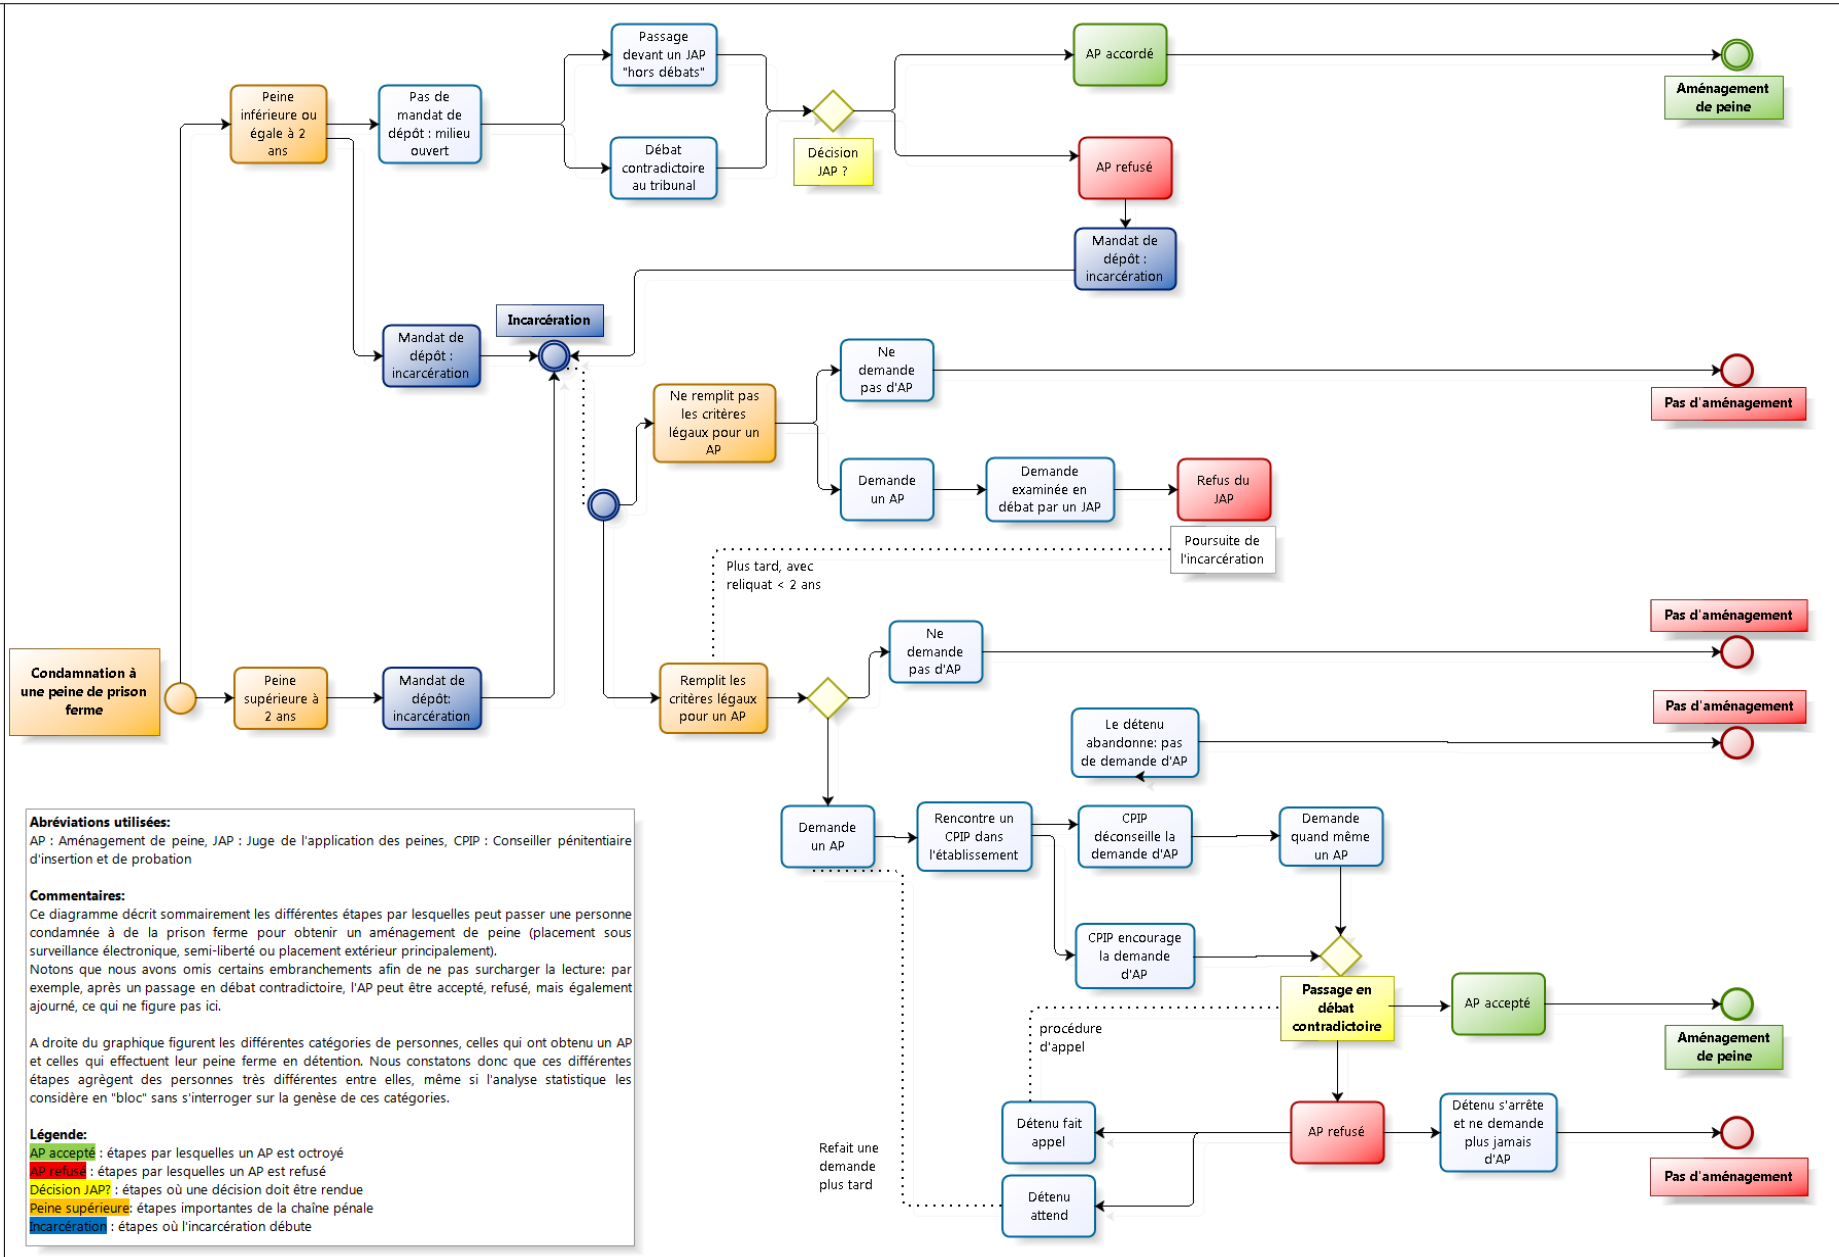 Passage
devant un JAP
"hors débats"
AP accordé
Aménagement
de peine
Peine
inférieure ou
égale à 2
ans
Pas de
mandat de
dépôt : milieu
ouvert
Décision
JAP ?
Débat
contradictoire
au tribunal
AP refusé
Mandat de
dépôt :
incarcération
Incarcération
Mandat de
dépôt :
incarcération
Ne
demande
pas d'AP
Pas d'aménagement
Ne remplit pas
les critères
légaux pour un
AP
Demande
un AP
Demande
examinée en
débat par un JAP
Refus du
JAP
Poursuite de
l'incarcération
Plus tard, avec
reliquat < 2 ans
Pas d'aménagement
Ne
demande
pas d'AP
Condamnation à
une peine de prison
ferme
Peine
supérieure à
2 ans
Mandat de
dépôt:
incarcération
Remplit les
critères légaux
pour un AP
Pas d'aménagement
Le détenu
abandonne: pas
de demande d'AP
Demande
un AP
Rencontre un
CPIP dans
l'établissement
CPIP
déconseille la
demande d'AP
Demande
quand même
un AP
CPIP encourage
la demande
d'AP
Passage en
débat
contradictoire
AP accepté
Aménagement
de peine
procédure
d'appel
Détenu fait
appel
AP refusé
Détenu s'arrête
et ne demande
plus jamais
d'AP
Pas d'aménagement
Refait une
demande
plus tard
Détenu
attend
Abréviations utilisées:
AP : Aménagement de peine, JAP : Juge de l'application des peines, CPIP : Conseiller pénitentiaire
d'insertion et de probation
Commentaires:
Ce diagramme décrit sommairement les différentes étapes par lesquelles peut passer une personne
condamnée à de la prison ferme pour obtenir un aménagement de peine (placement sous
surveillance électronique, semi-liberté ou placement extérieur principalement).
Notons que nous avons omis certains embranchements afin de ne pas surcharger la lecture: par
exemple, après un passage en débat contradictoire, l'AP peut être accepté, refusé, mais également
ajourné, ce qui ne figure pas ici.
A droite du graphique figurent les différentes catégories de personnes, celles qui ont obtenu un AP
et celles qui effectuent leur peine ferme en détention. Nous constatons donc que ces différentes
étapes agrègent des personnes très différentes entre elles, même si l'analyse statistique les
considère en "bloc" sans s'interroger sur la genèse de ces catégories.
Légende:
AP accepté : étapes par lesquelles un AP est octroyé
AP refusé : étapes par lesquelles un AP est refusé
Décision JAP? : étapes où une décision doit être rendue
Peine supérieure: étapes importantes de la chaîne pénale
Incarcération : étapes où l'incarcération débute